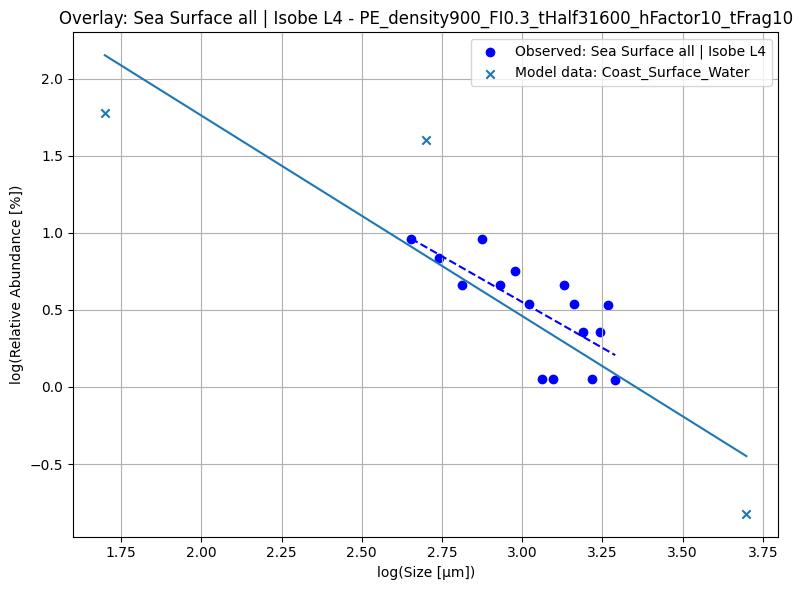 Overlay: Sea Surface all | Isobe L4 - PE_density900_FI0.3_tHalf31600_hFactor10_tFrag10
Observed: Sea Surface all | Isobe L4
Model data: Coast_Surface_Water
log(Relative Abundance [%])
2.0
1.5
1.0
0.5
0.0
−0.5
1.75 2.00 2.25 2.50 2.75 3.00 3.25 3.50 3.75
log(Size [µm])